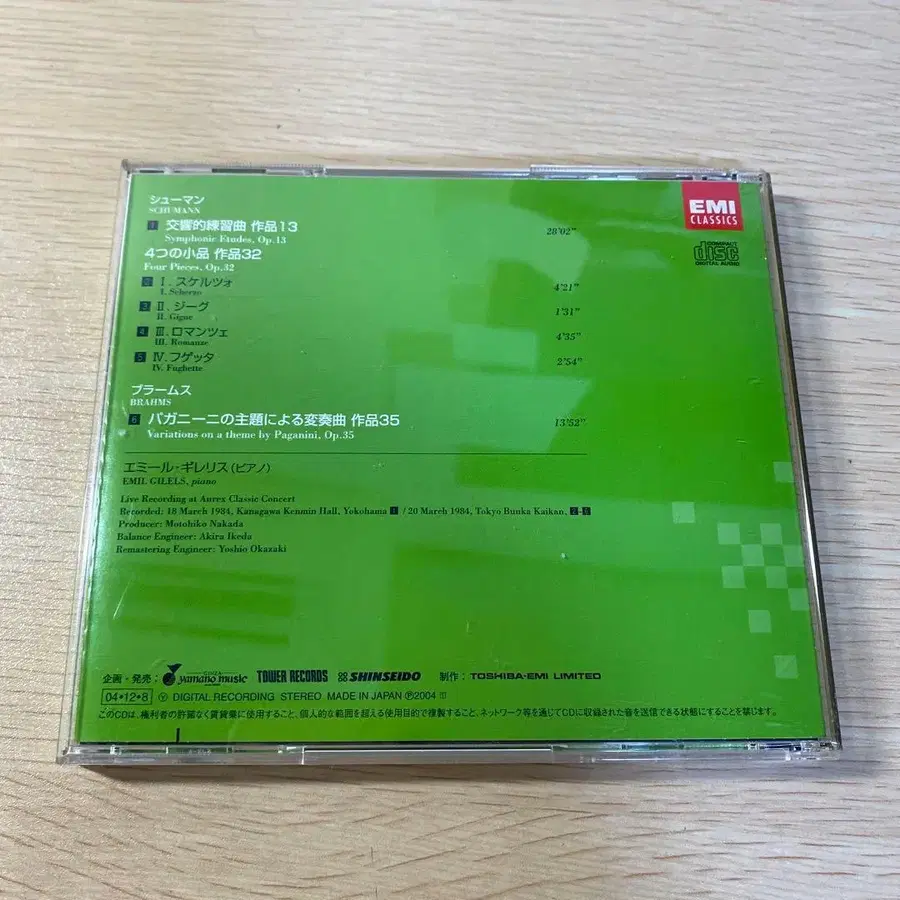 シューマン
SCHUMANN
EMI
CLASSICS
1 交響的練習曲 作品13
Symphonic Etudes, Op.13
28'02"
COMPACT
disc
DIGITAL AUDIO
4つの小品 作品32
Four Pieces, Op.32
2 Ⅰ. スケルツォ 4'21"
I. Scherzo
3 Ⅱ. ジーグ 1'31"
II. Gigue
4 Ⅲ. ロマンツェ 4'35"
III. Romanze
5 Ⅳ. フゲッタ 2'54"
IV. Fughette
ブラームス
BRAHMS
6 パガニーニの主題による変奏曲 作品35 13'52"
Variations on a theme by Paganini, Op.35
エミール・ギレリス (ピアノ)
EMIL GILELS, piano
Live Recording at Aurex Classic Concert
Recorded: 18 March 1984, Kanagawa Kenmin Hall, Yokohama 1 / 20 March 1984, Tokyo Bunka Kaikan, 2-6
Producer: Motohiko Nakada
Balance Engineer: Akira Ikeda
Remastering Engineer: Yoshio Okazaki
企画・発売: yamano music TOWER RECORDS SHINSEIDO 制作: TOSHIBA-EMI LIMITED
04•12•8 Ⓨ DIGITAL RECORDING STEREO MADE IN JAPAN ℗2004
このCDは、権利者の許諾なく賃貸業に使用すること、個人的な範囲を超える使用目的で複製すること、ネットワーク等を通じてCDに収録された音を送信できる状態にすることを禁じます。